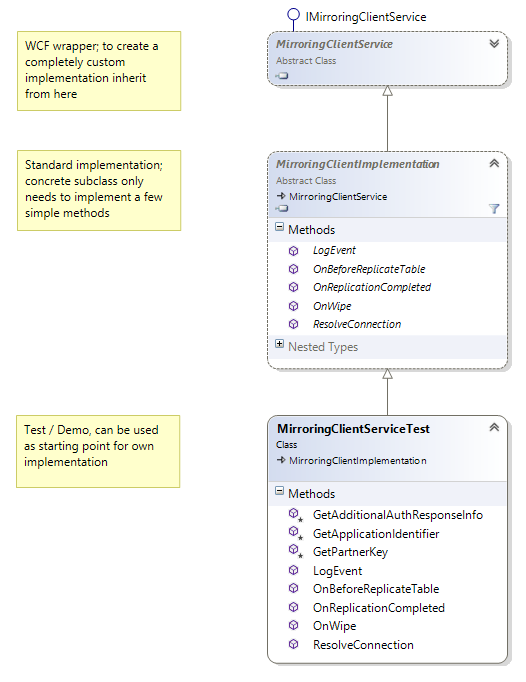 IMirroringClientService
WCF wrapper; to create a
completely custom
implementation inherit
from here
MirroringClientService
Abstract Class
Standard implementation;
concrete subclass only
needs to implement a few
simple methods
MirroringClientImplementation
Abstract Class
MirroringClientService
Methods
LogEvent
OnBeforeReplicateTable
OnReplicationCompleted
OnWipe
ResolveConnection
Nested Types
Test / Demo, can be used
as starting point for own
implementation
MirroringClientServiceTest
Class
MirroringClientImplementation
Methods
GetAdditionalAuthResponseInfo
GetApplicationIdentifier
GetPartnerKey
LogEvent
OnBeforeReplicateTable
OnReplicationCompleted
OnWipe
ResolveConnection